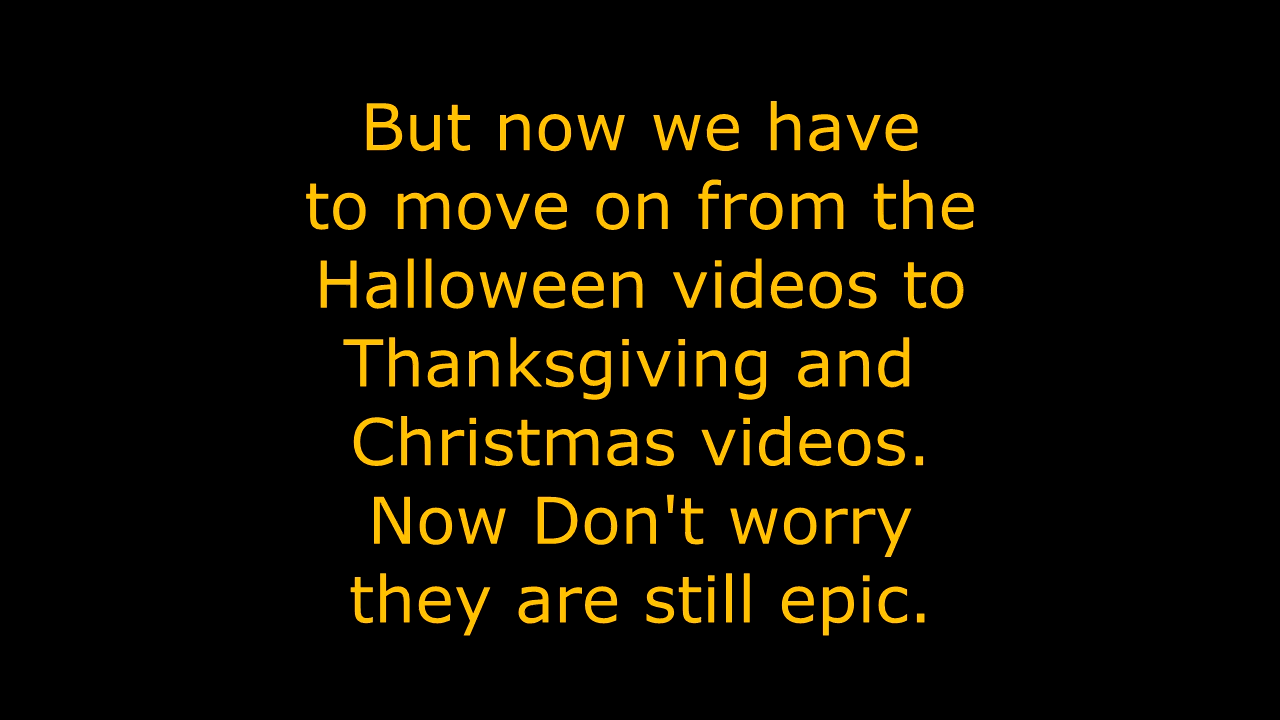 But now we have
to move on from the
Halloween videos to
Thanksgiving and
Christmas videos.
Now Don't worry
they are still epic.